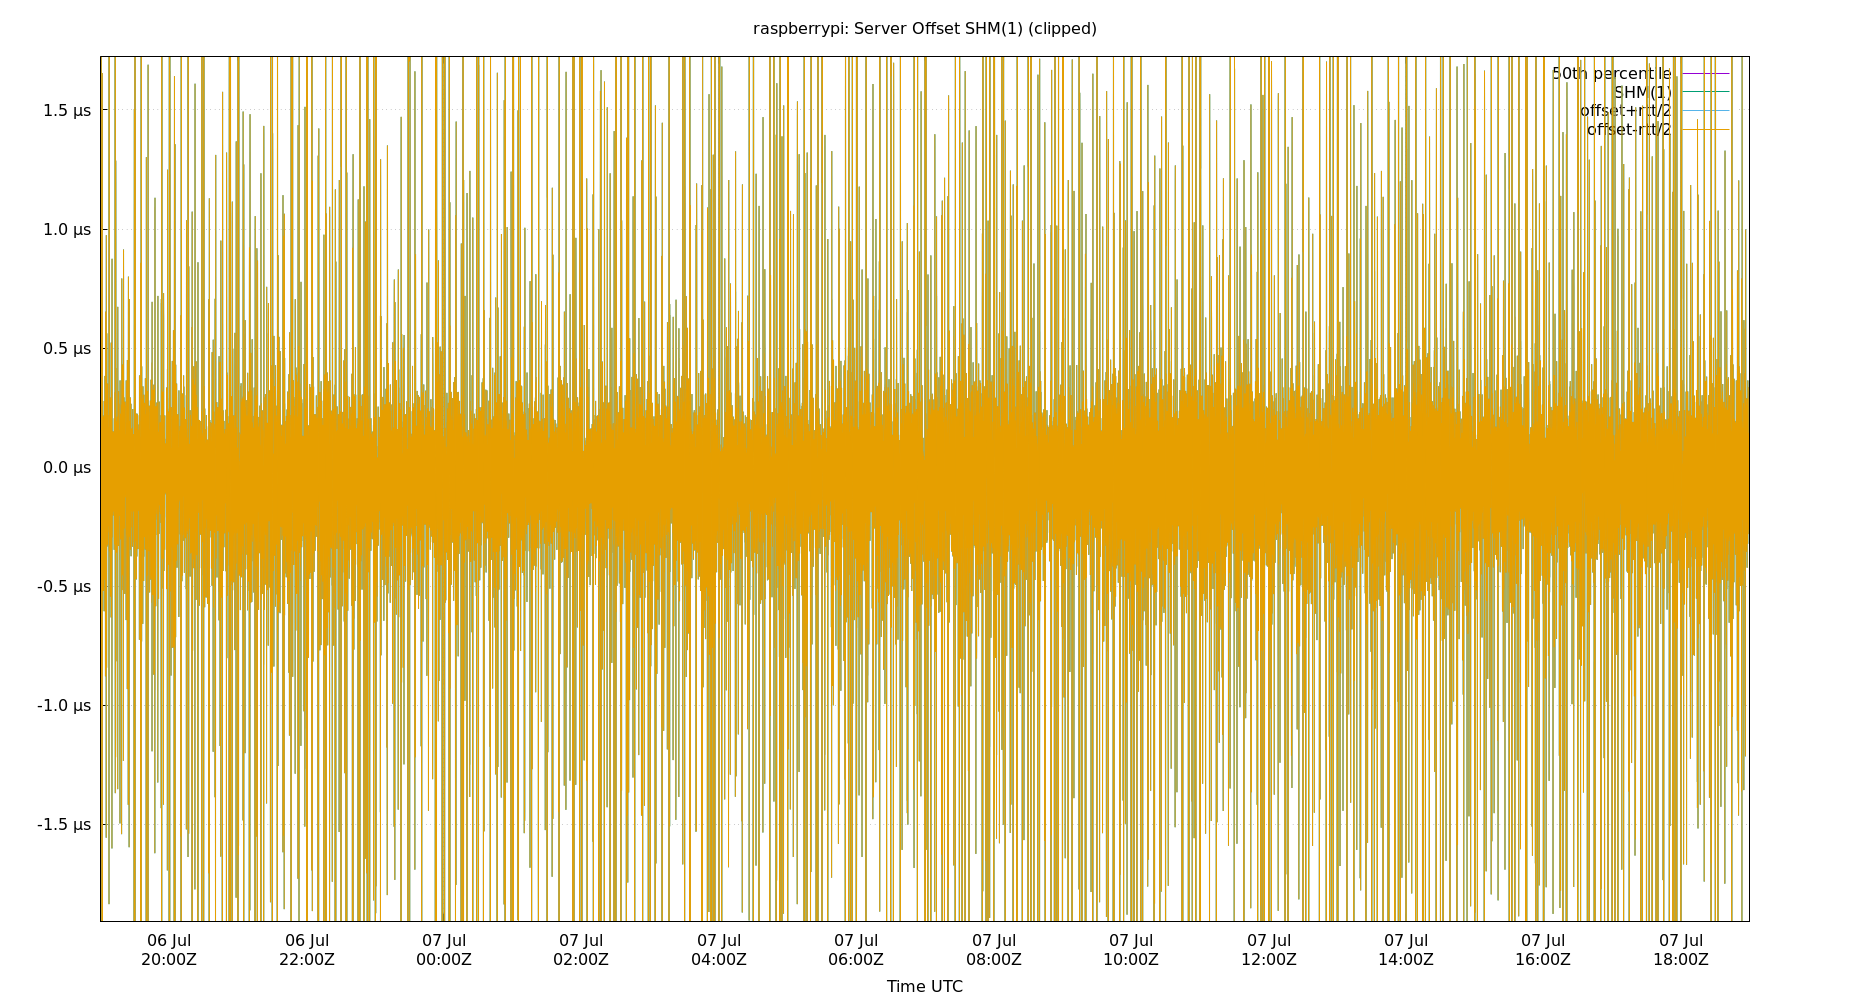 raspberrypi: Server Offset SHM(1) (clipped)
50th percentile
SHM(1)
offset+rtt/2
offset-rtt/2
1.5 µs
1.0 µs
0.5 µs
0.0 µs
-0.5 µs
-1.0 µs
-1.5 µs
06 Jul 06 Jul 07 Jul 07 Jul 07 Jul 07 Jul 07 Jul 07 Jul 07 Jul 07 Jul 07 Jul 07 Jul
20:00Z 22:00Z 00:00Z 02:00Z 04:00Z 06:00Z 08:00Z 10:00Z 12:00Z 14:00Z 16:00Z 18:00Z
Time UTC